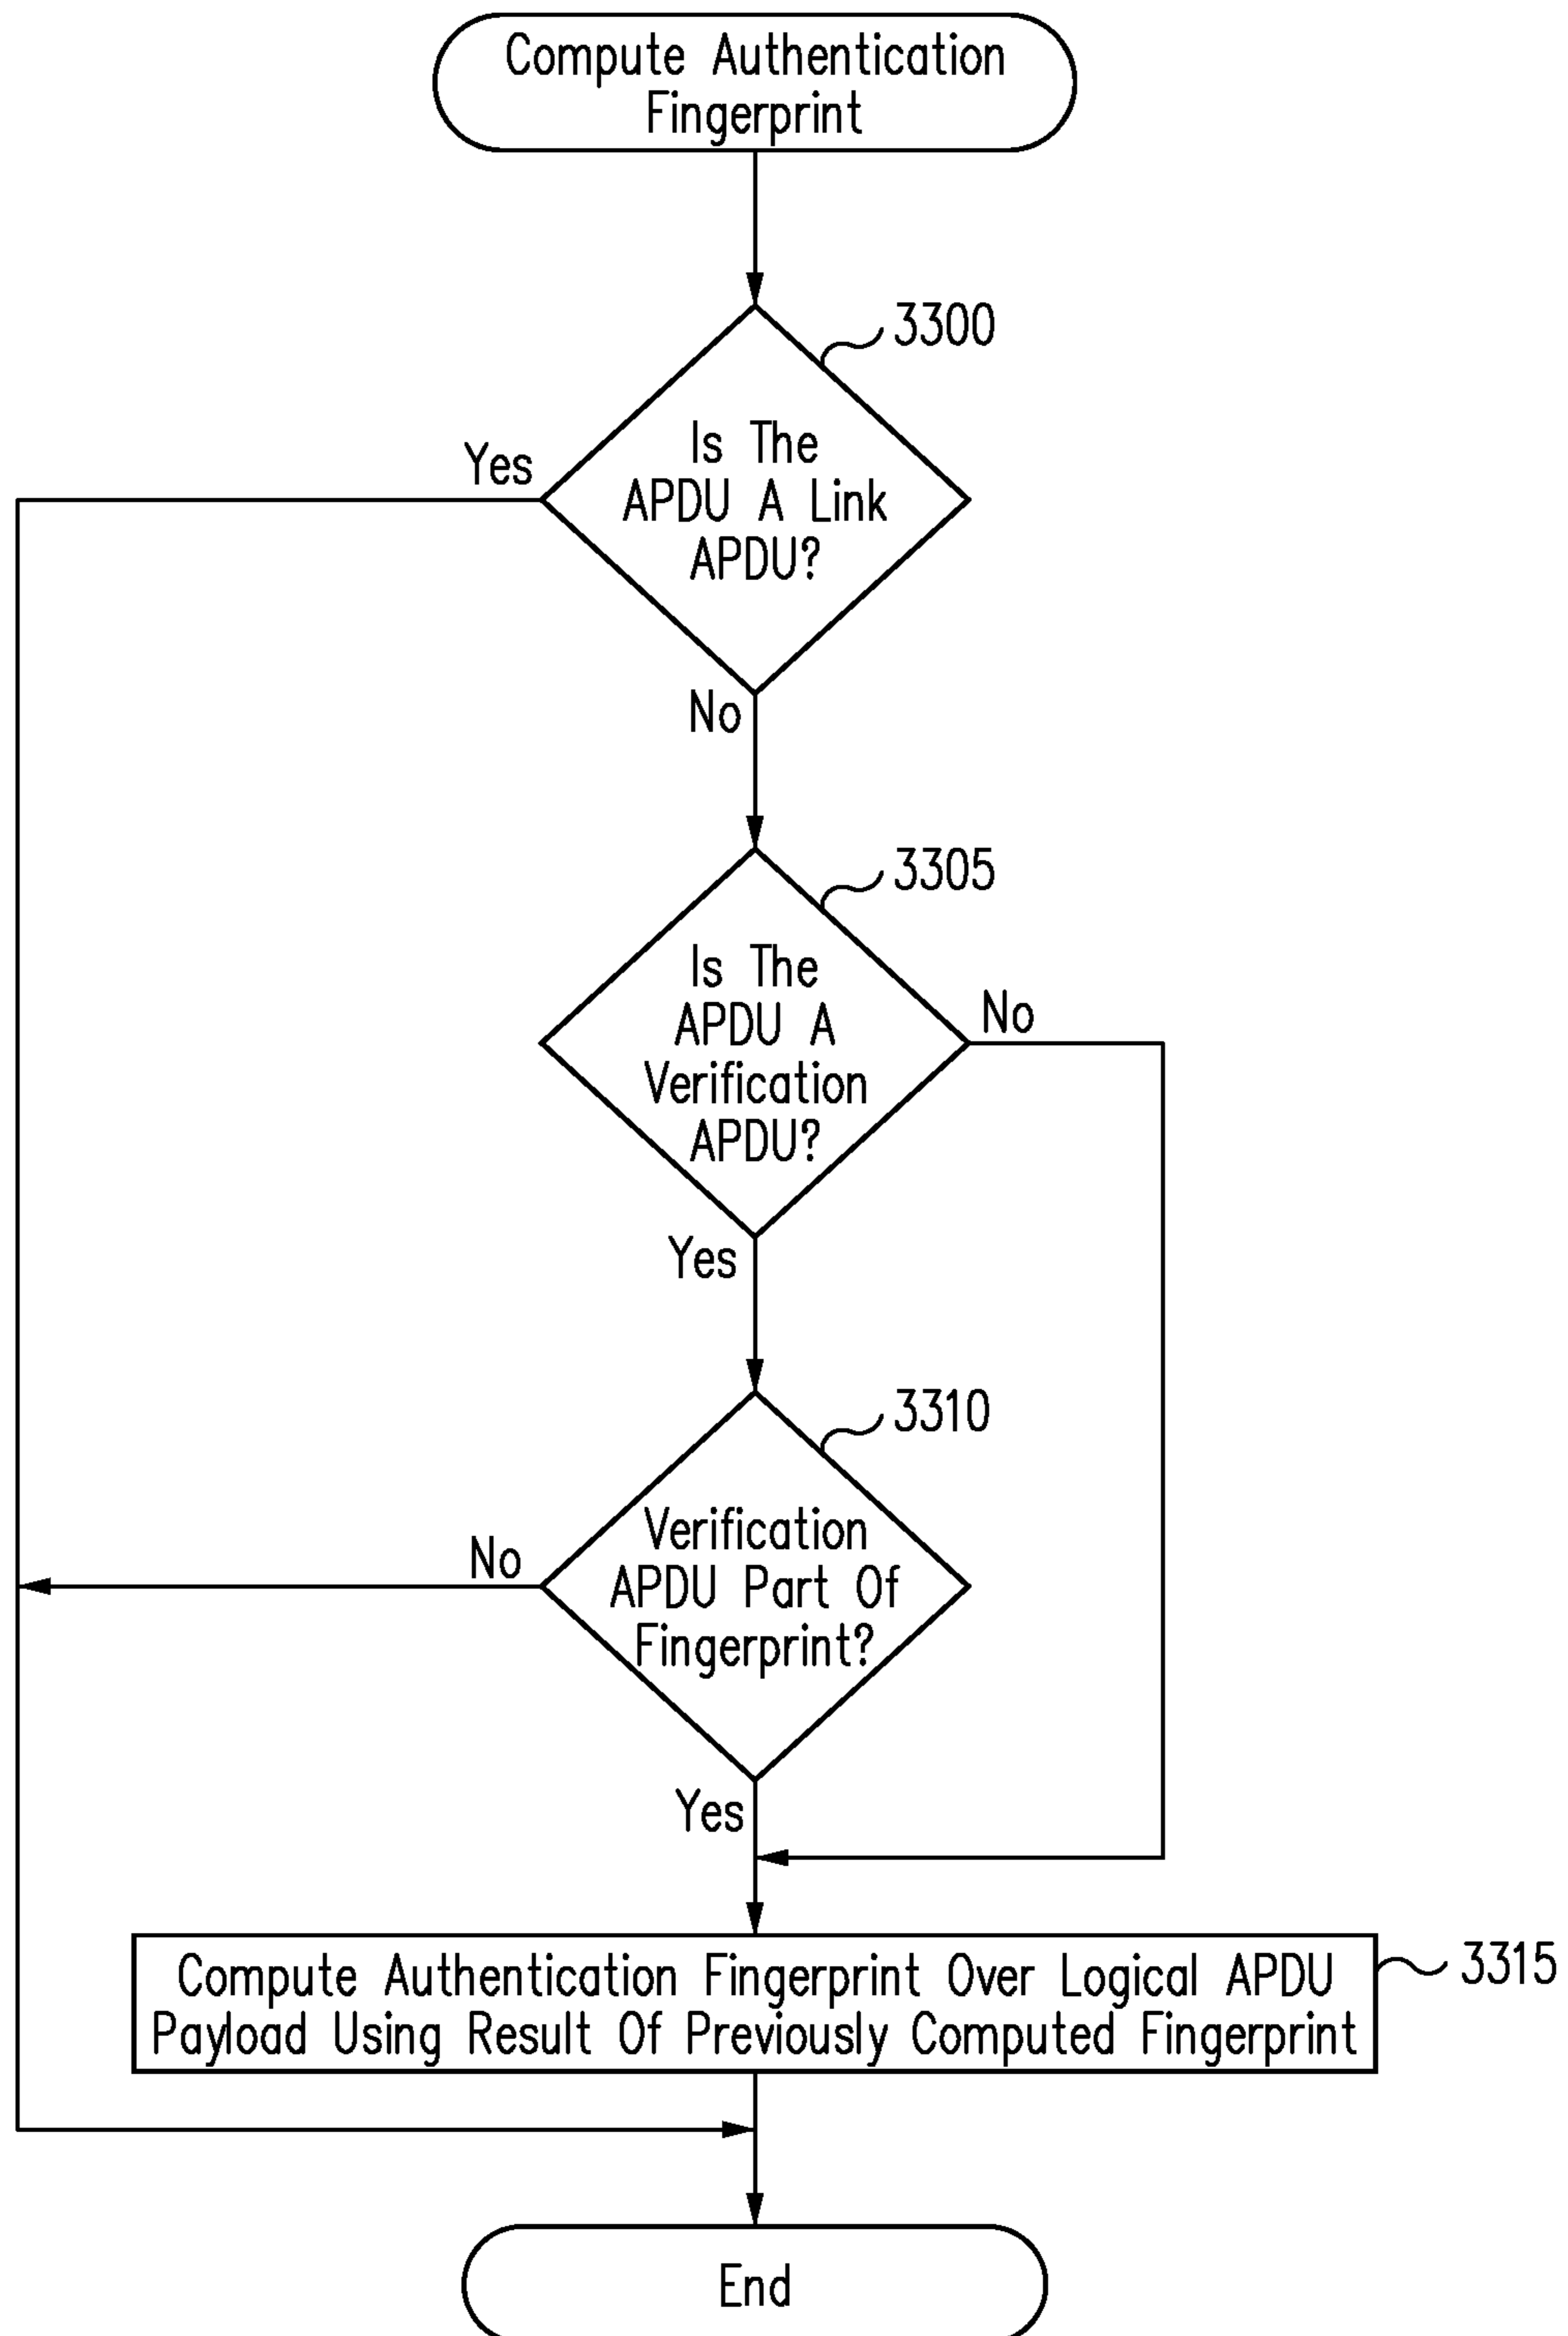 Compute Authentication
Fingerprint
3300
Is The
APDU A Link
APDU?
Yes
No
3305
Is The
APDU A
Verification
APDU?
No
Yes
3310
Verification
APDU Part Of
Fingerprint?
No
Yes
Compute Authentication Fingerprint Over Logical APDU
Payload Using Result Of Previously Computed Fingerprint
3315
End